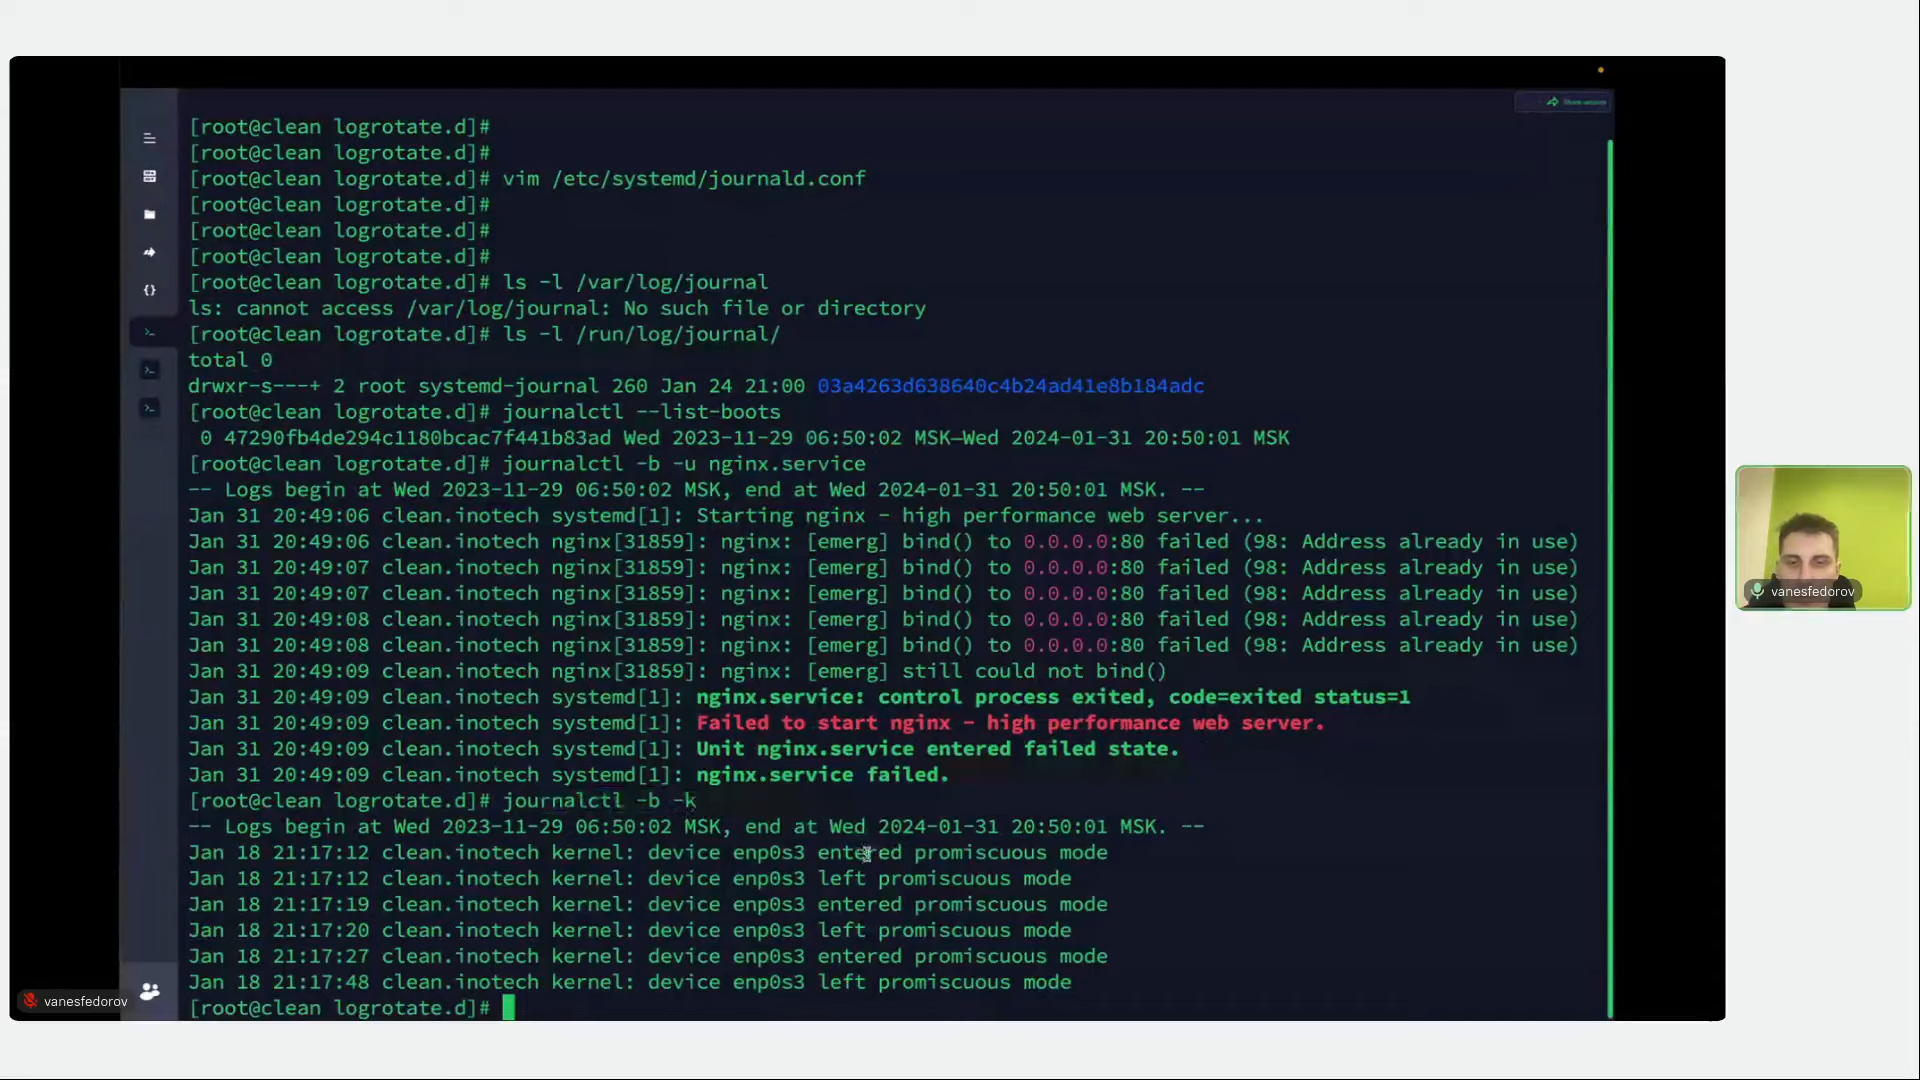 Share session
[root@clean logrotate.d]#
[root@clean logrotate.d]#
[root@clean logrotate.d]# vim /etc/systemd/journald.conf
[root@clean logrotate.d]#
[root@clean logrotate.d]#
[root@clean logrotate.d]#
[root@clean logrotate.d]# ls -l /var/log/journal
ls: cannot access /var/log/journal: No such file or directory
[root@clean logrotate.d]# ls -l /run/log/journal/
total 0
drwxr-s---+ 2 root systemd-journal 260 Jan 24 21:00 03a4263d638640c4b24ad41e8b184adc
[root@clean logrotate.d]# journalctl --list-boots
0 47290fb4de294c1180bcac7f441b83ad Wed 2023-11-29 06:50:02 MSK—Wed 2024-01-31 20:50:01 MSK
[root@clean logrotate.d]# journalctl -b -u nginx.service
-- Logs begin at Wed 2023-11-29 06:50:02 MSK, end at Wed 2024-01-31 20:50:01 MSK. --
Jan 31 20:49:06 clean.inotech systemd[1]: Starting nginx - high performance web server...
Jan 31 20:49:06 clean.inotech nginx[31859]: nginx: [emerg] bind() to 0.0.0.0:80 failed (98: Address already in use)
Jan 31 20:49:07 clean.inotech nginx[31859]: nginx: [emerg] bind() to 0.0.0.0:80 failed (98: Address already in use)
Jan 31 20:49:07 clean.inotech nginx[31859]: nginx: [emerg] bind() to 0.0.0.0:80 failed (98: Address already in use)
Jan 31 20:49:08 clean.inotech nginx[31859]: nginx: [emerg] bind() to 0.0.0.0:80 failed (98: Address already in use)
Jan 31 20:49:08 clean.inotech nginx[31859]: nginx: [emerg] bind() to 0.0.0.0:80 failed (98: Address already in use)
Jan 31 20:49:09 clean.inotech nginx[31859]: nginx: [emerg] still could not bind()
Jan 31 20:49:09 clean.inotech systemd[1]: nginx.service: control process exited, code=exited status=1
Jan 31 20:49:09 clean.inotech systemd[1]: Failed to start nginx - high performance web server.
Jan 31 20:49:09 clean.inotech systemd[1]: Unit nginx.service entered failed state.
Jan 31 20:49:09 clean.inotech systemd[1]: nginx.service failed.
[root@clean logrotate.d]# journalctl -b -k
-- Logs begin at Wed 2023-11-29 06:50:02 MSK, end at Wed 2024-01-31 20:50:01 MSK. --
Jan 18 21:17:12 clean.inotech kernel: device enp0s3 entered promiscuous mode
Jan 18 21:17:12 clean.inotech kernel: device enp0s3 left promiscuous mode
Jan 18 21:17:19 clean.inotech kernel: device enp0s3 entered promiscuous mode
Jan 18 21:17:20 clean.inotech kernel: device enp0s3 left promiscuous mode
Jan 18 21:17:27 clean.inotech kernel: device enp0s3 entered promiscuous mode
Jan 18 21:17:48 clean.inotech kernel: device enp0s3 left promiscuous mode
[root@clean logrotate.d]#
vanesfedorov
vanesfedorov